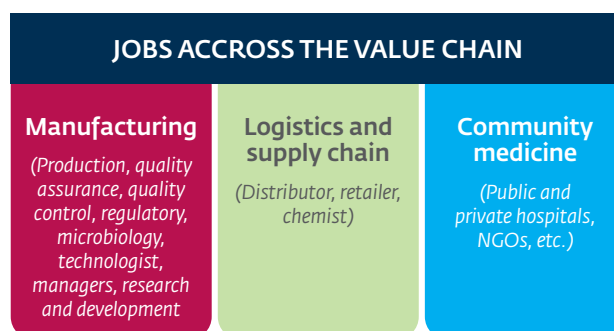 JOBS ACCROSS THE VALUE CHAIN
Manufacturing
(Production, quality
assurance, quality
control, regulatory,
microbiology,
technologist,
managers, research
and development
Logistics and
supply chain
(Distributor, retailer,
chemist)
Community
medicine
(Public and
private hospitals,
NGOs, etc.)